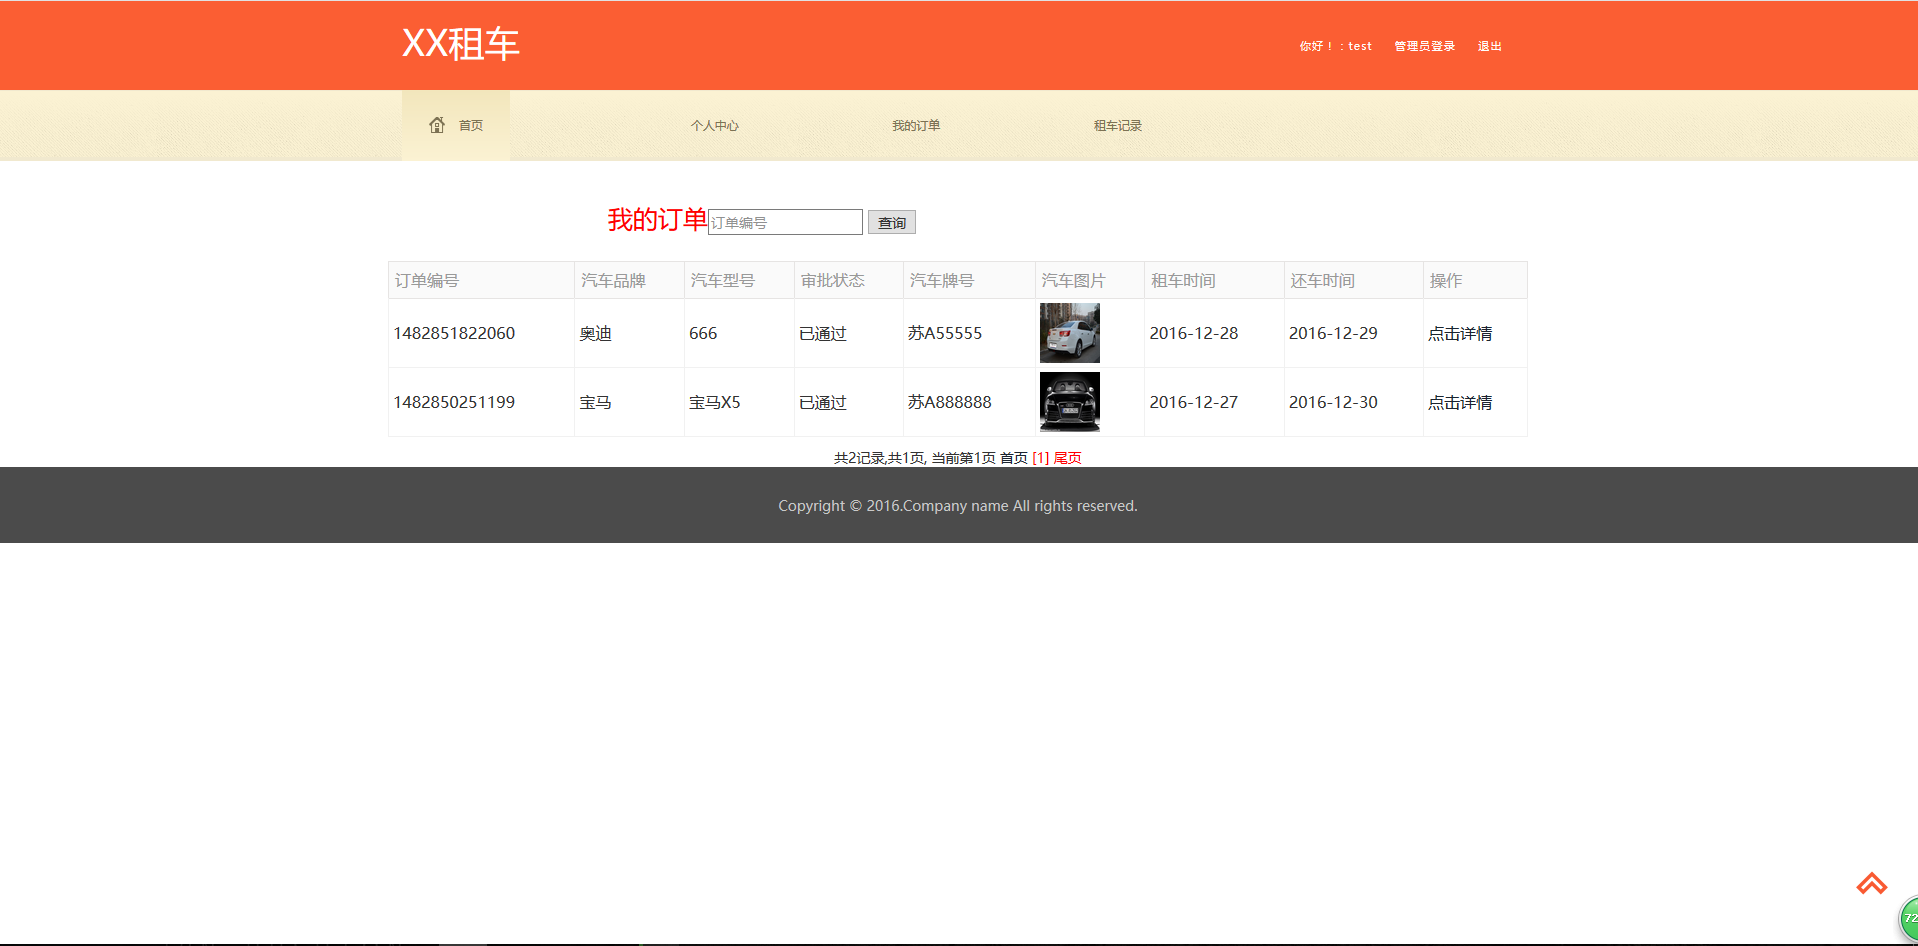 XX租车
你好！：test 管理员登录 退出
首页 个人中心 我的订单 租车记录
我的订单 订单编号 查询
订单编号 汽车品牌 汽车型号 审批状态 汽车牌号 汽车图片 租车时间 还车时间 操作
1482851822060 奥迪 666 已通过 苏A55555 2016-12-28 2016-12-29 点击详情
1482850251199 宝马 宝马X5 已通过 苏A888888 2016-12-27 2016-12-30 点击详情
共2记录,共1页, 当前第1页 首页 [1] 尾页
Copyright © 2016.Company name All rights reserved.
72